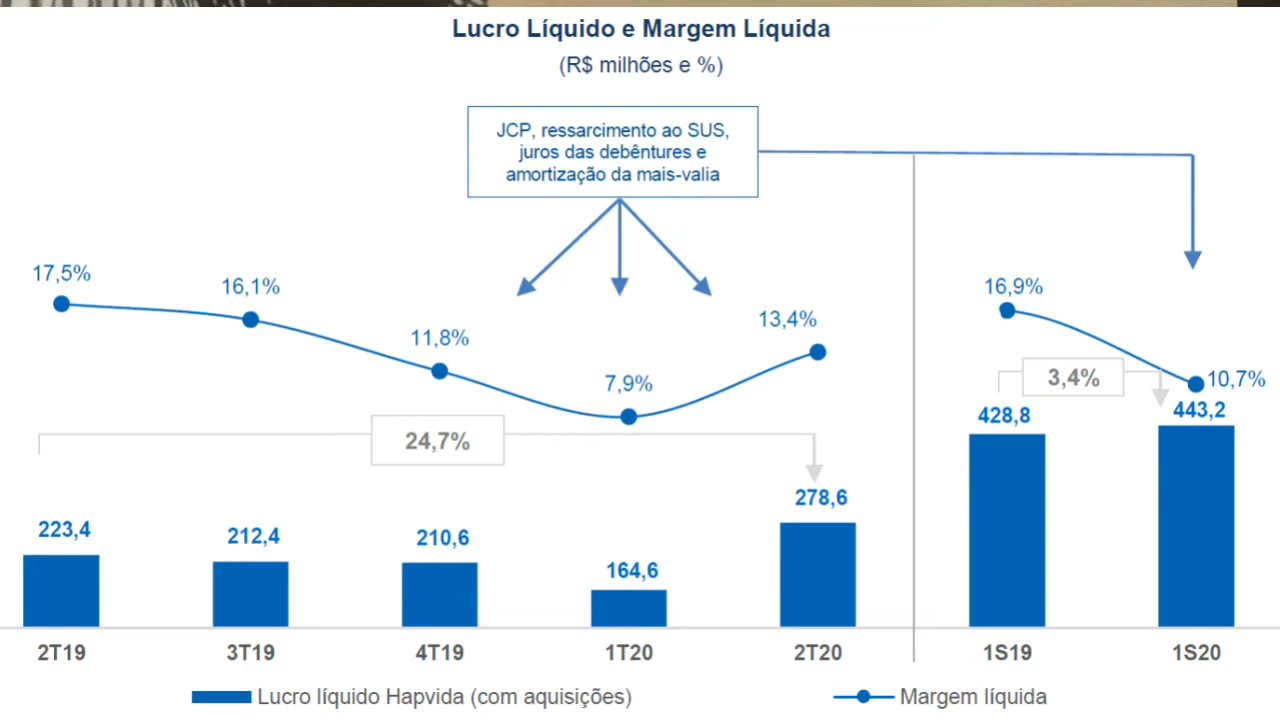 Lucro Líquido e Margem Líquida
(R$ milhões e %)
JCP, ressarcimento ao SUS,
juros das debêntures e
amortização da mais-valia
17,5%
16,1%
11,8%
7,9%
13,4%
16,9%
10,7%
24,7%
3,4%
223,4
212,4
210,6
164,6
278,6
428,8
443,2
2T19
3T19
4T19
1T20
2T20
1S19
1S20
Lucro líquido Hapvida (com aquisições)
Margem líquida